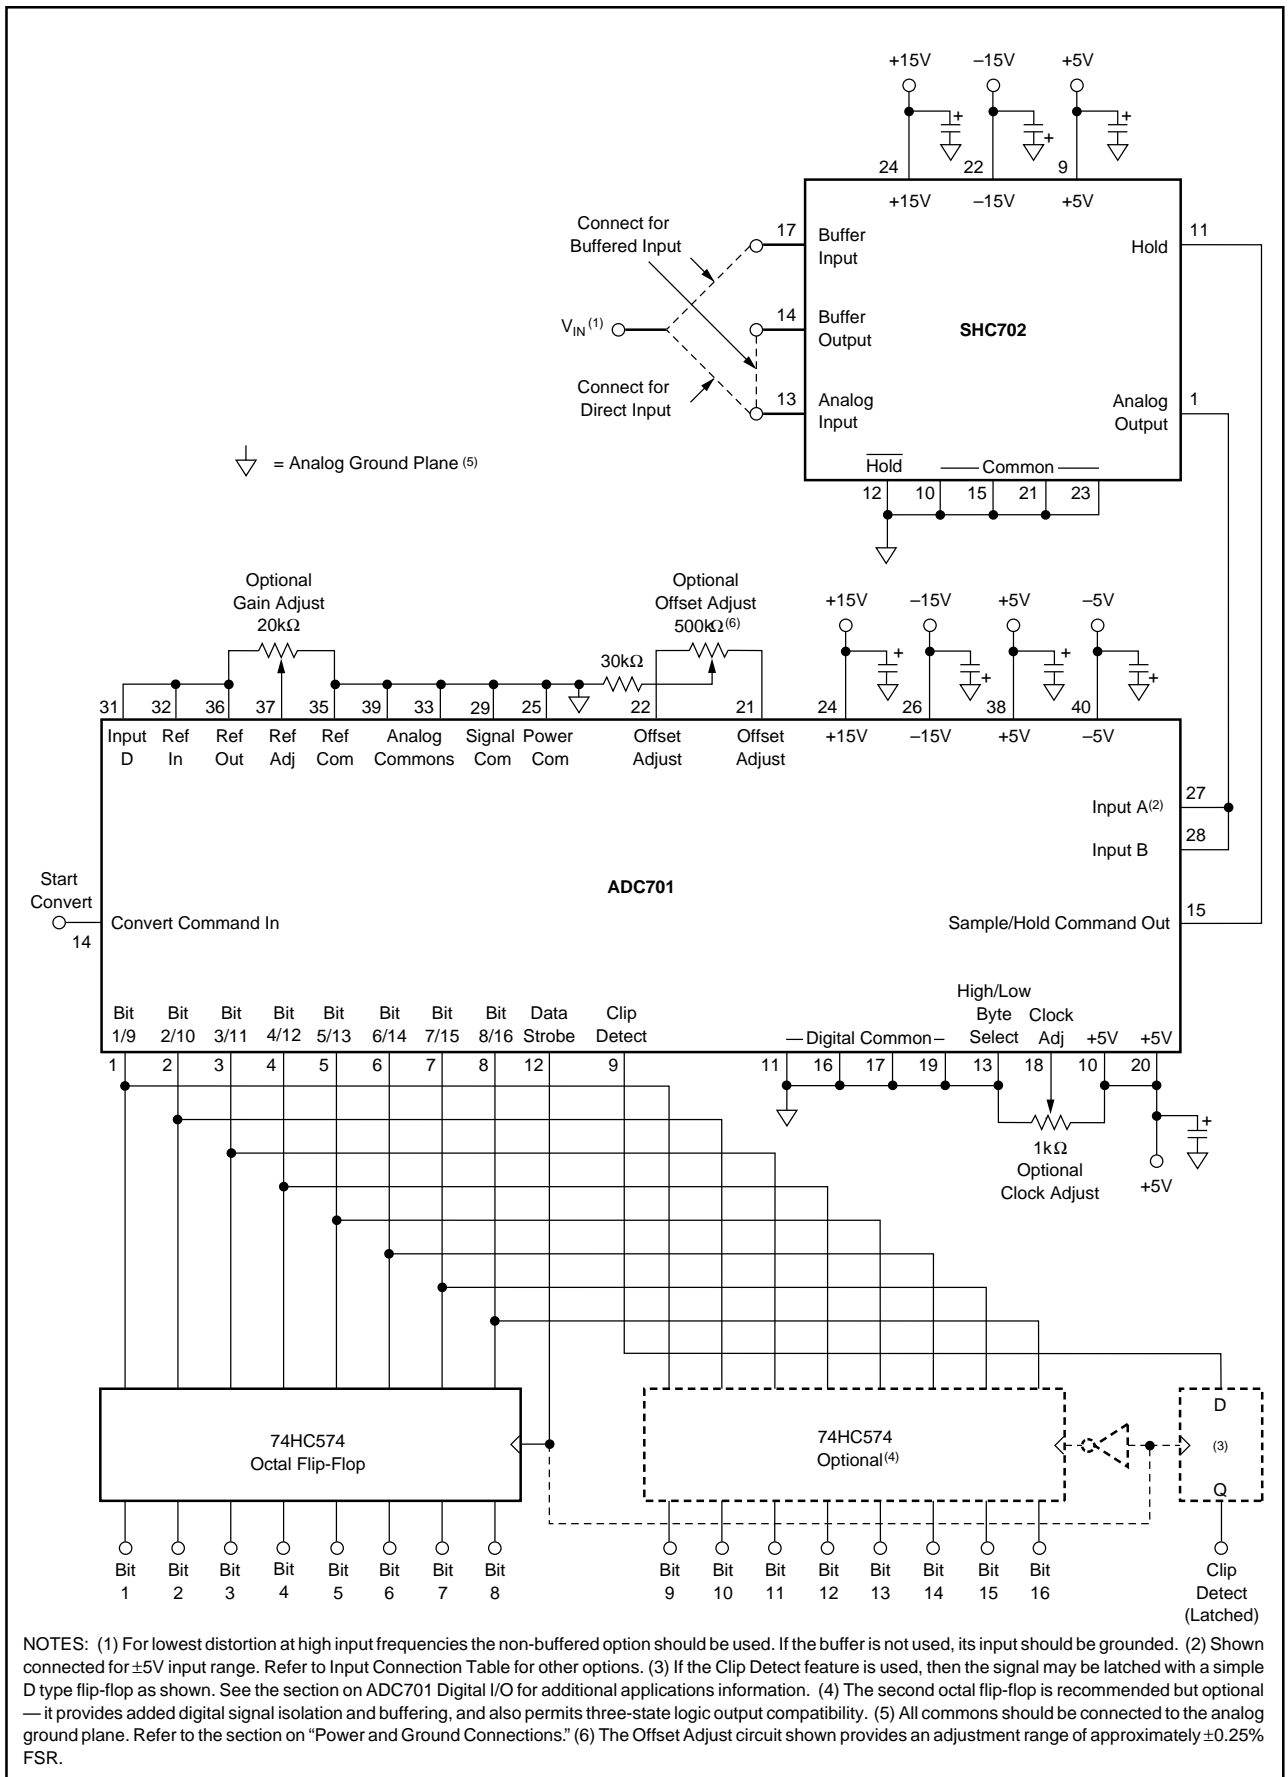 +15V –15V +5V
+ + +
24 22 9
+15V –15V +5V
Connect for
Buffered Input
17 Buffer
Input
Hold 11
VIN (1)
14 Buffer
Output
SHC702
Connect for
Direct Input
13 Analog
Input
Analog
Output 1
= Analog Ground Plane (5)
Hold Common
12 10 15 21 23
Optional
Gain Adjust
20kΩ
Optional
Offset Adjust
500kΩ(6)
30kΩ
+15V –15V +5V –5V
+ + + +
31 32 36 37 35 39 33 29 25 22 21 24 26 38 40
Input Ref Ref Ref Ref Analog Signal Power Offset Offset +15V –15V +5V –5V
D In Out Adj Com Commons Com Com Adjust Adjust
Input A(2) 27
Input B 28
ADC701
Start
Convert
14 Convert Command In
Sample/Hold Command Out 15
Bit Bit Bit Bit Bit Bit Bit Bit Data Clip
1/9 2/10 3/11 4/12 5/13 6/14 7/15 8/16 Strobe Detect
Digital Common
High/Low
Byte
Select
Clock
Adj
+5V +5V
1 2 3 4 5 6 7 8 12 9 11 16 17 19 13 18 10 20
1kΩ
Optional
Clock Adjust
+
+5V
74HC574
Octal Flip-Flop
74HC574
Optional(4)
D
(3)
Q
Bit Bit Bit Bit Bit Bit Bit Bit Bit Bit Bit Bit Bit Bit Bit Bit
1 2 3 4 5 6 7 8 9 10 11 12 13 14 15 16
Clip
Detect
(Latched)
NOTES: (1) For lowest distortion at high input frequencies the non-buffered option should be used. If the buffer is not used, its input should be grounded. (2) Shown
connected for ±5V input range. Refer to Input Connection Table for other options. (3) If the Clip Detect feature is used, then the signal may be latched with a simple
D type flip-flop as shown. See the section on ADC701 Digital I/O for additional applications information. (4) The second octal flip-flop is recommended but optional
— it provides added digital signal isolation and buffering, and also permits three-state logic output compatibility. (5) All commons should be connected to the analog
ground plane. Refer to the section on “Power and Ground Connections.” (6) The Offset Adjust circuit shown provides an adjustment range of approximately ±0.25%
FSR.